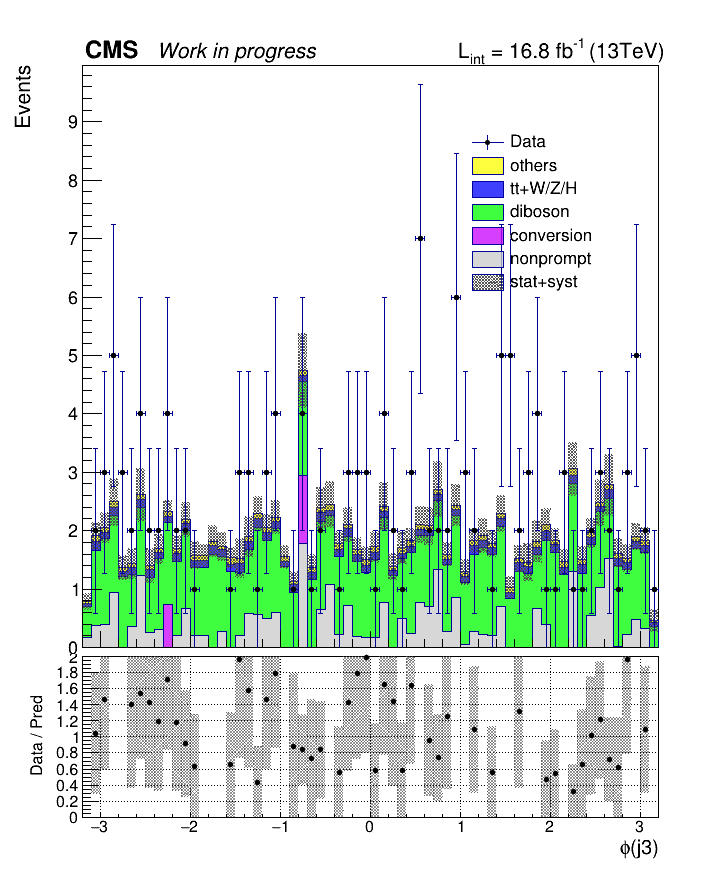 CMS Work in progress L_int = 16.8 fb⁻¹ (13TeV)
Events
9
8
7
6
5
4
3
2
1
0
Data
others
tt+W/Z/H
diboson
conversion
nonprompt
stat+syst
Data / Pred
2
1.8
1.6
1.4
1.2
1
0.8
0.6
0.4
0.2
0
−3 −2 −1 0 1 2 3
ϕ(j3)